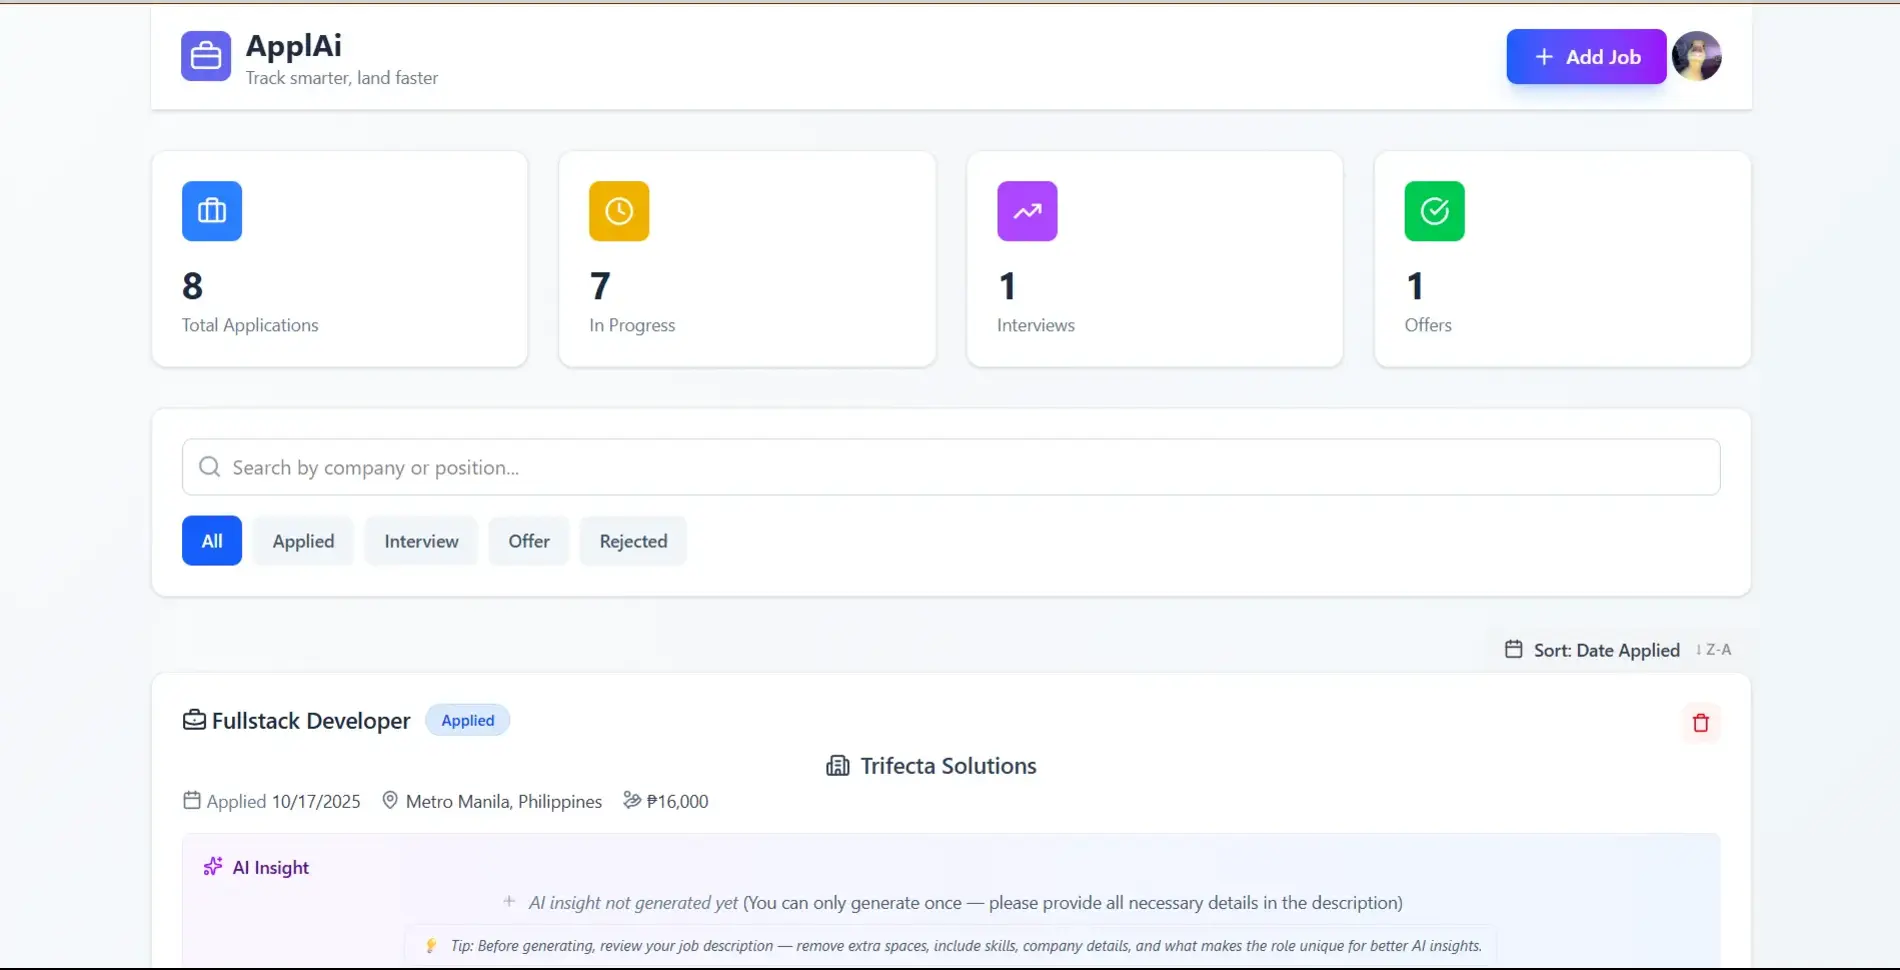 ApplAi
Track smarter, land faster
Add Job
8
Total Applications
7
In Progress
1
Interviews
1
Offers
Search by company or position...
All
Applied
Interview
Offer
Rejected
Sort: Date Applied ↓ Z-A
Fullstack Developer
Applied
Trifecta Solutions
Applied 10/17/2025
Metro Manila, Philippines
₱16,000
AI Insight
+ AI insight not generated yet (You can only generate once — please provide all necessary details in the description)
Tip: Before generating, review your job description — remove extra spaces, include skills, company details, and what makes the role unique for better AI insights.